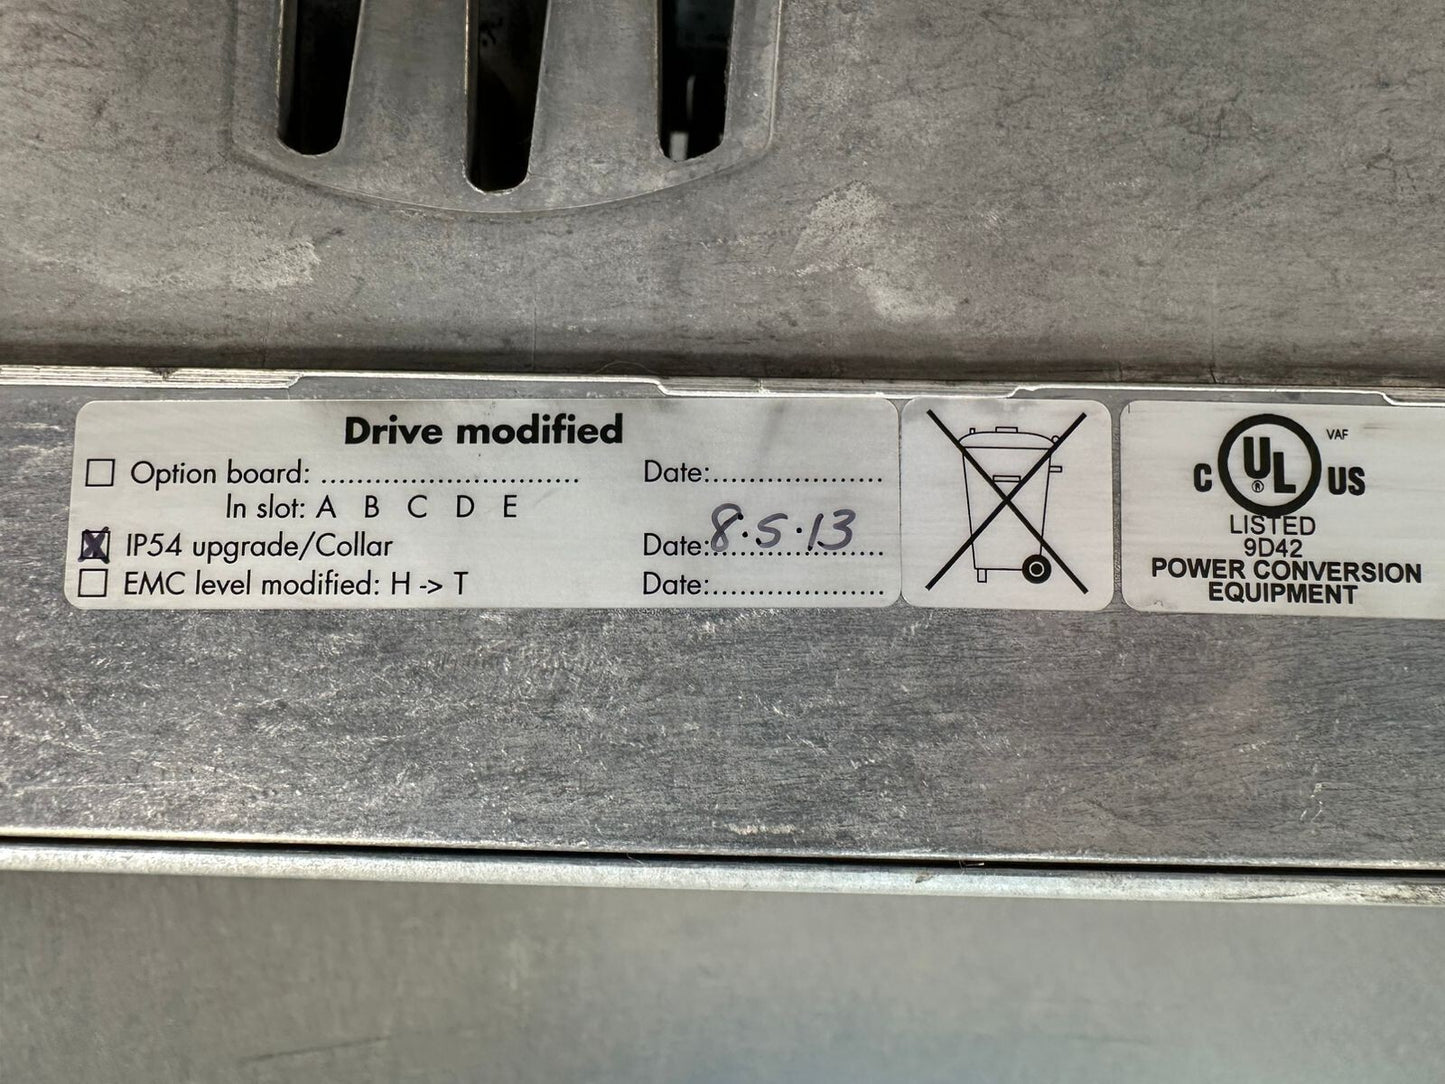 Drive modified
Option board: ............................. Date:...................
In slot: A B C D E
IP54 upgrade/Collar Date: 8.5.13
EMC level modified: H -> T Date:...................
C UL ® US VAF
LISTED
9D42
POWER CONVERSION
EQUIPMENT